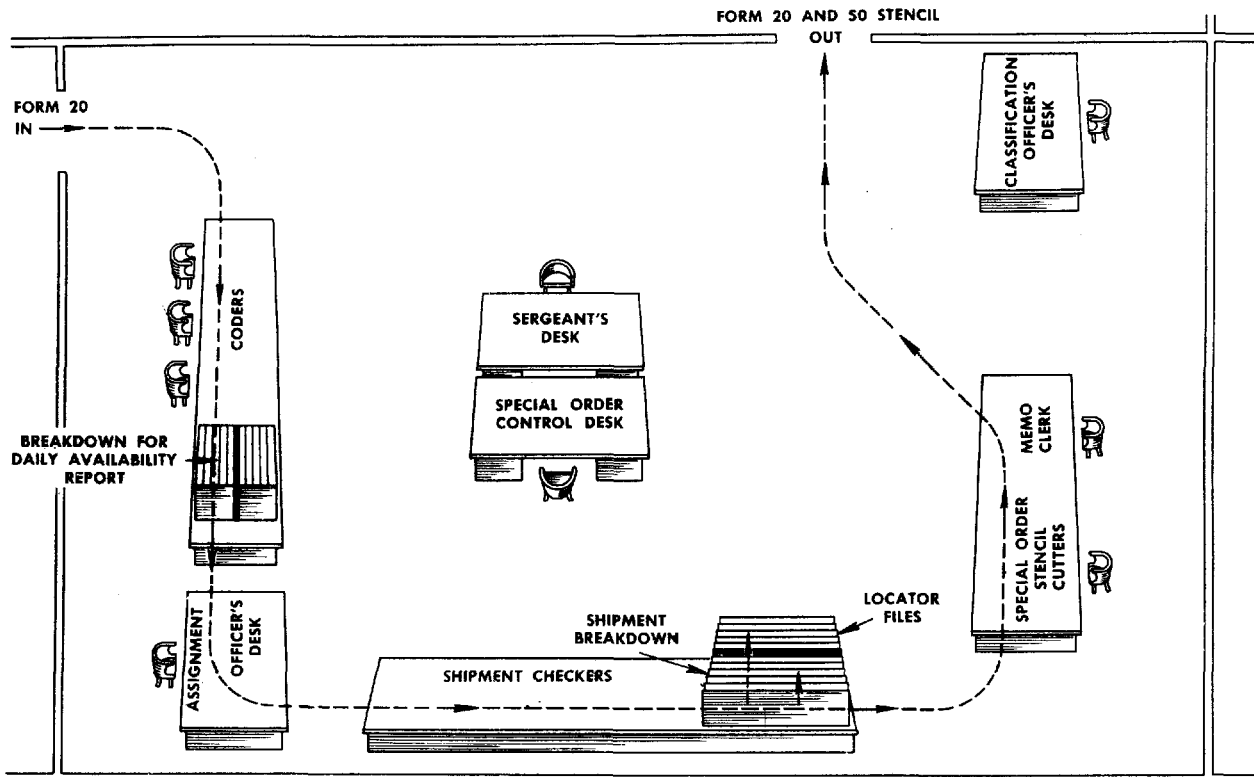 FORM 20 AND 50 STENCIL
OUT
FORM 20
IN
CLASSIFICATION
OFFICER'S
DESK
CODERS
SERGEANT'S
DESK
SPECIAL ORDER
CONTROL DESK
BREAKDOWN FOR
DAILY AVAILABILITY
REPORT
MEMO
CLERK
SPECIAL ORDER
STENCIL
CUTTERS
ASSIGNMENT
OFFICER'S
DESK
SHIPMENT
BREAKDOWN
LOCATOR
FILES
SHIPMENT CHECKERS